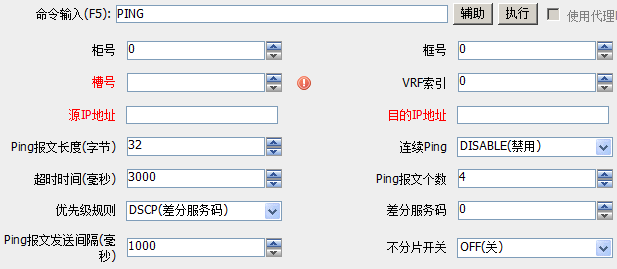 命令输入(F5): PING 辅助 执行 使用代理
柜号 0 框号 0
槽号 VRF索引 0
源IP地址 目的IP地址
Ping报文长度(字节) 32 连续Ping DISABLE(禁用)
超时时间(毫秒) 3000 Ping报文个数 4
优先级规则 DSCP(差分服务码) 差分服务码 0
Ping报文发送间隔(毫
秒) 1000 不分片开关 OFF(关)